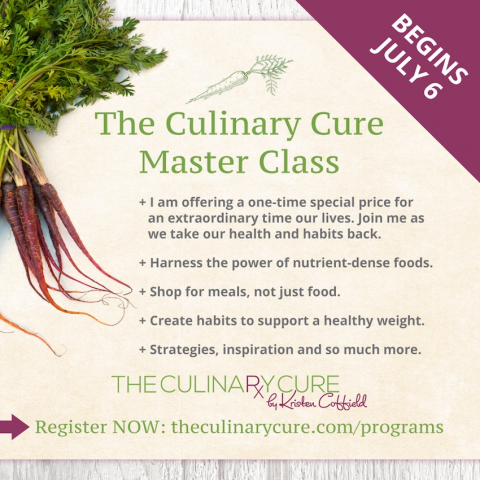 BEGINS
JULY 6
The Culinary Cure
Master Class
+ I am offering a one-time special price for
an extraordinary time our lives. Join me as
we take our health and habits back.
+ Harness the power of nutrient-dense foods.
+ Shop for meals, not just food.
+ Create habits to support a healthy weight.
+ Strategies, inspiration and so much more.
THE CULINARY CURE
by Kristen Coffield
Register NOW: theculinarycure.com/programs